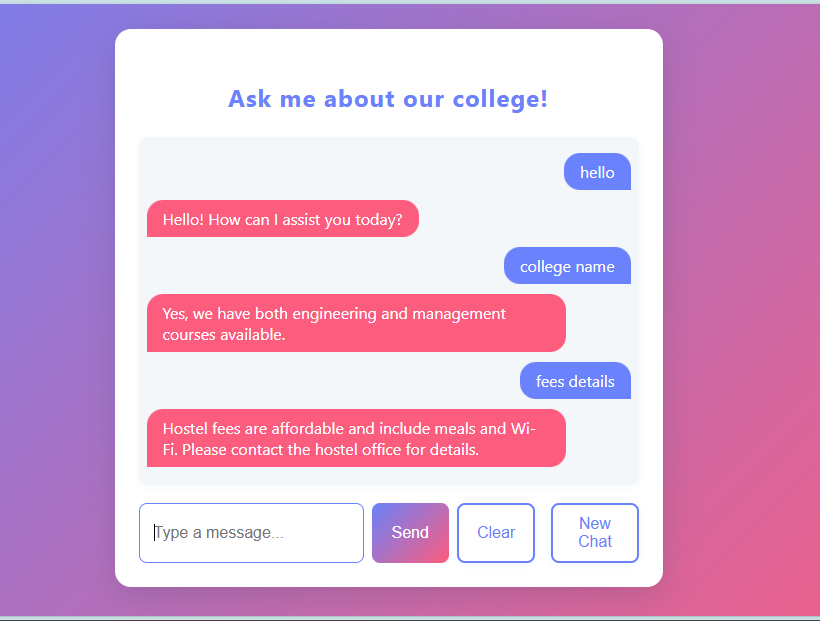 Ask me about our college!
hello
Hello! How can I assist you today?
college name
Yes, we have both engineering and management
courses available.
fees details
Hostel fees are affordable and include meals and Wi-
Fi. Please contact the hostel office for details.
Type a message...
Send
Clear
New
Chat